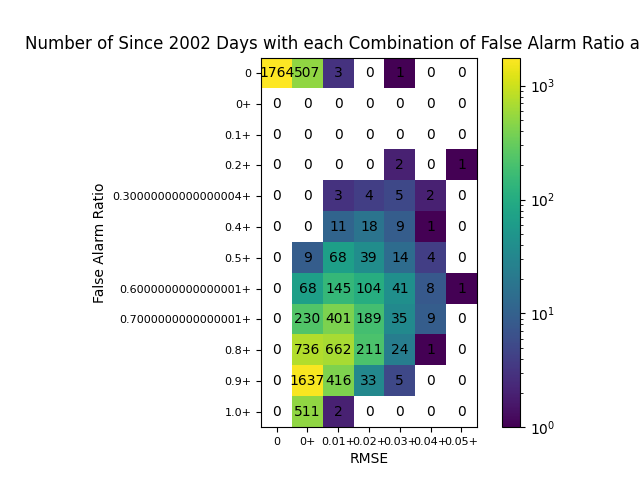 Number of Since 2002 Days with each Combination of False Alarm Ratio a
0 1764 507 3 0 1 0 0
0+ 0 0 0 0 0 0 0
0.1+ 0 0 0 0 0 0 0
0.2+ 0 0 0 0 2 0 1
0.30000000000000004+ 0 0 3 4 5 2 0
0.4+ 0 0 11 18 9 1 0
0.5+ 0 9 68 39 14 4 0
0.6000000000000001+ 0 68 145 104 41 8 1
0.7000000000000001+ 0 230 401 189 35 9 0
0.8+ 0 736 662 211 24 1 0
0.9+ 0 1637 416 33 5 0 0
1.0+ 0 511 2 0 0 0 0
0 0+ 0.01+ 0.02+ 0.03+ 0.04+ 0.05+
RMSE
False Alarm Ratio
10³
10²
10¹
10⁰